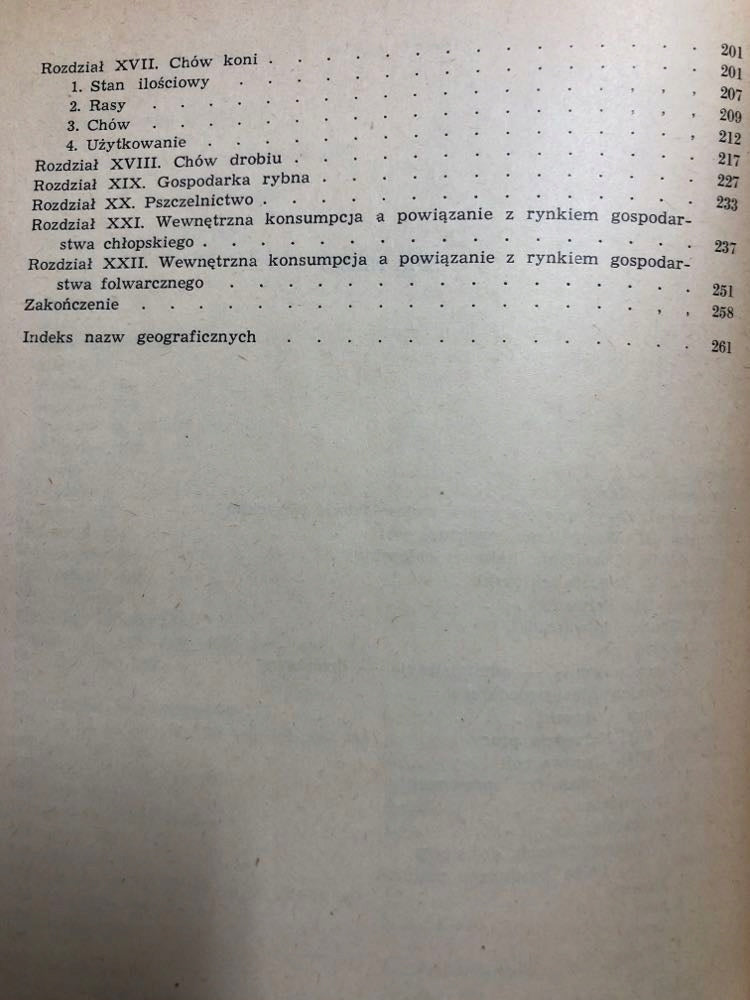 Rozdział XVII. Chów koni . . . . . . . . . . . . . . 201
1. Stan ilościowy . . . . . . . . . . . . , , , 201
2. Rasy . . . . . . . . . . . . . . . . 207
3. Chów . . . . . . . . . . . . . , , , 209
4. Użytkowanie . . . . . . . . . . . . . , 212
Rozdział XVIII. Chów drobiu . . . . . . . . . . . . . 217
Rozdział XIX. Gospodarka rybna . . . . . . . . . . . . 227
Rozdział XX. Pszczelnictwo . . . . . . . . . . . . . 233
Rozdział XXI. Wewnętrzna konsumpcja a powiązanie z rynkiem gospodar-
stwa chłopskiego . . . . . . . . . . . . . . . 237
Rozdział XXII. Wewnętrzna konsumpcja a powiązanie z rynkiem gospodar-
stwa folwarcznego . . . . . . . . . . . . . . 251
Zakończenie . . . . . . . . . . . . . . . , , 258
Indeks nazw geograficznych . . . . . . . . . . . . 261